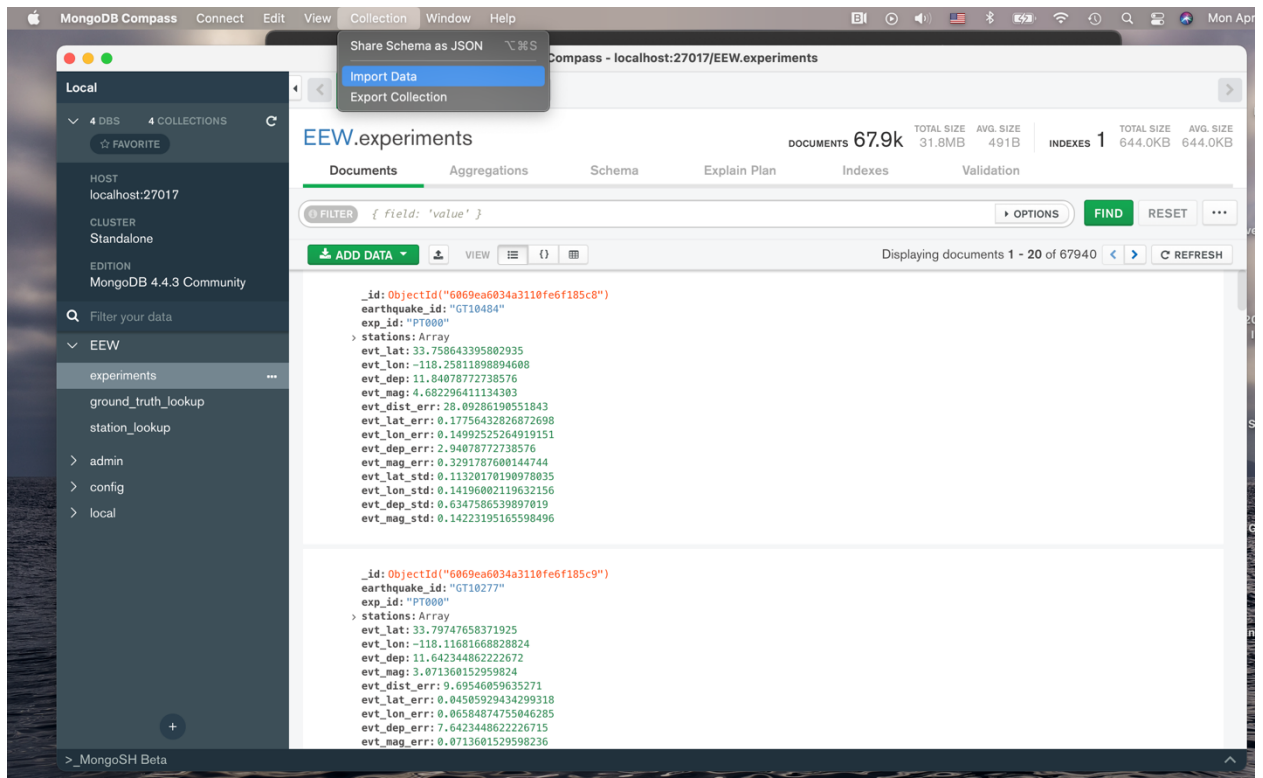 MongoDB Compass Connect Edit View Collection Window Help Mon Apr
Share Schema as JSON ⌥⌘S
Import Data
Export Collection
Compass - localhost:27017/EEW.experiments
Local
4 DBS 4 COLLECTIONS
☆ FAVORITE
HOST
localhost:27017
CLUSTER
Standalone
EDITION
MongoDB 4.4.3 Community
Filter your data
EEW
experiments
ground_truth_lookup
station_lookup
admin
config
local
+
>_MongoSH Beta
EEW.experiments
DOCUMENTS 67.9k TOTAL SIZE 31.8MB AVG. SIZE 491B INDEXES 1 TOTAL SIZE 644.0KB AVG. SIZE 644.0KB
Documents Aggregations Schema Explain Plan Indexes Validation
FILTER { field: 'value' } OPTIONS FIND RESET ...
ADD DATA VIEW {} Displaying documents 1 - 20 of 67940 < > REFRESH
_id: ObjectId("6069ea6034a3110fe6f185c8")
earthquake_id: "GT10484"
exp_id: "PT000"
> stations: Array
evt_lat: 33.758643395802935
evt_lon: -118.25811898894608
evt_dep: 11.84078772738576
evt_mag: 4.682296411134303
evt_dist_err: 28.09286190551843
evt_lat_err: 0.17756432826872698
evt_lon_err: 0.14992525264919151
evt_dep_err: 2.94078772738576
evt_mag_err: 0.3291787600144744
evt_lat_std: 0.11320170190978035
evt_lon_std: 0.14196002119632156
evt_dep_std: 0.6347586539897019
evt_mag_std: 0.14223195165598496
_id: ObjectId("6069ea6034a3110fe6f185c9")
earthquake_id: "GT10277"
exp_id: "PT000"
> stations: Array
evt_lat: 33.79747658371925
evt_lon: -118.11681668828824
evt_dep: 11.642344862222672
evt_mag: 3.071360152959824
evt_dist_err: 9.69546059635271
evt_lat_err: 0.04505929434299318
evt_lon_err: 0.06584874755046285
evt_dep_err: 7.6423448622226715
evt_mag_err: 0.0713601529598236